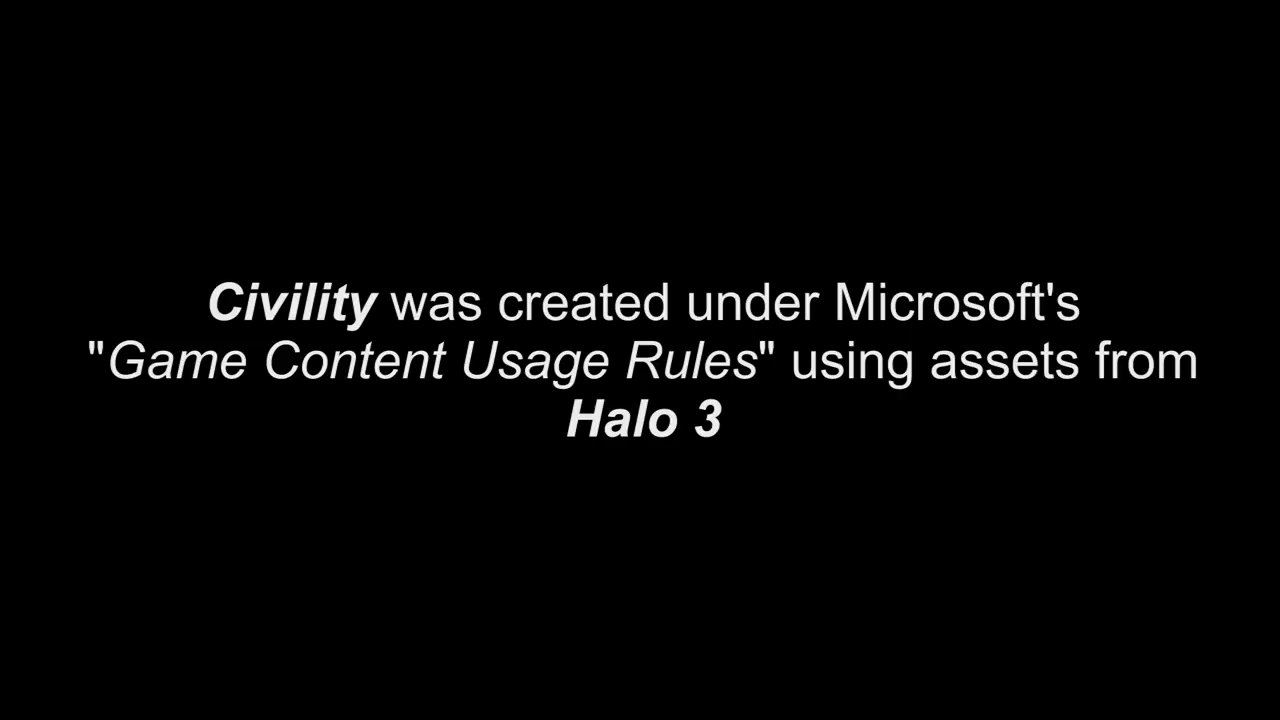 Civility was created under Microsoft's
"Game Content Usage Rules" using assets from
Halo 3